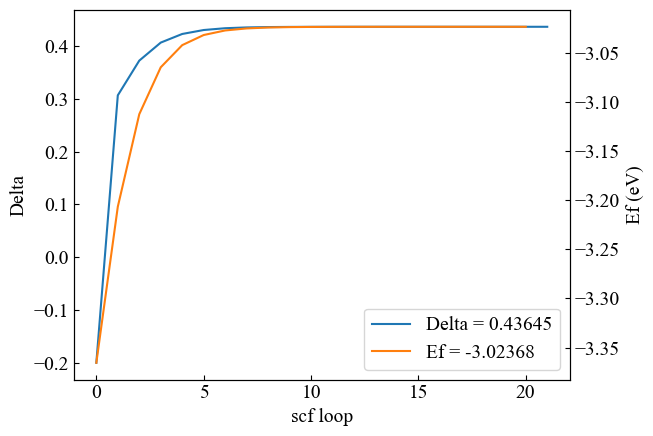 0.4
0.3
0.2
0.1
0.0
−0.1
−0.2
Delta
−3.05
−3.10
−3.15
−3.20
−3.25
−3.30
−3.35
Ef (eV)
Delta = 0.43645
Ef = -3.02368
0 5 10 15 20
scf loop